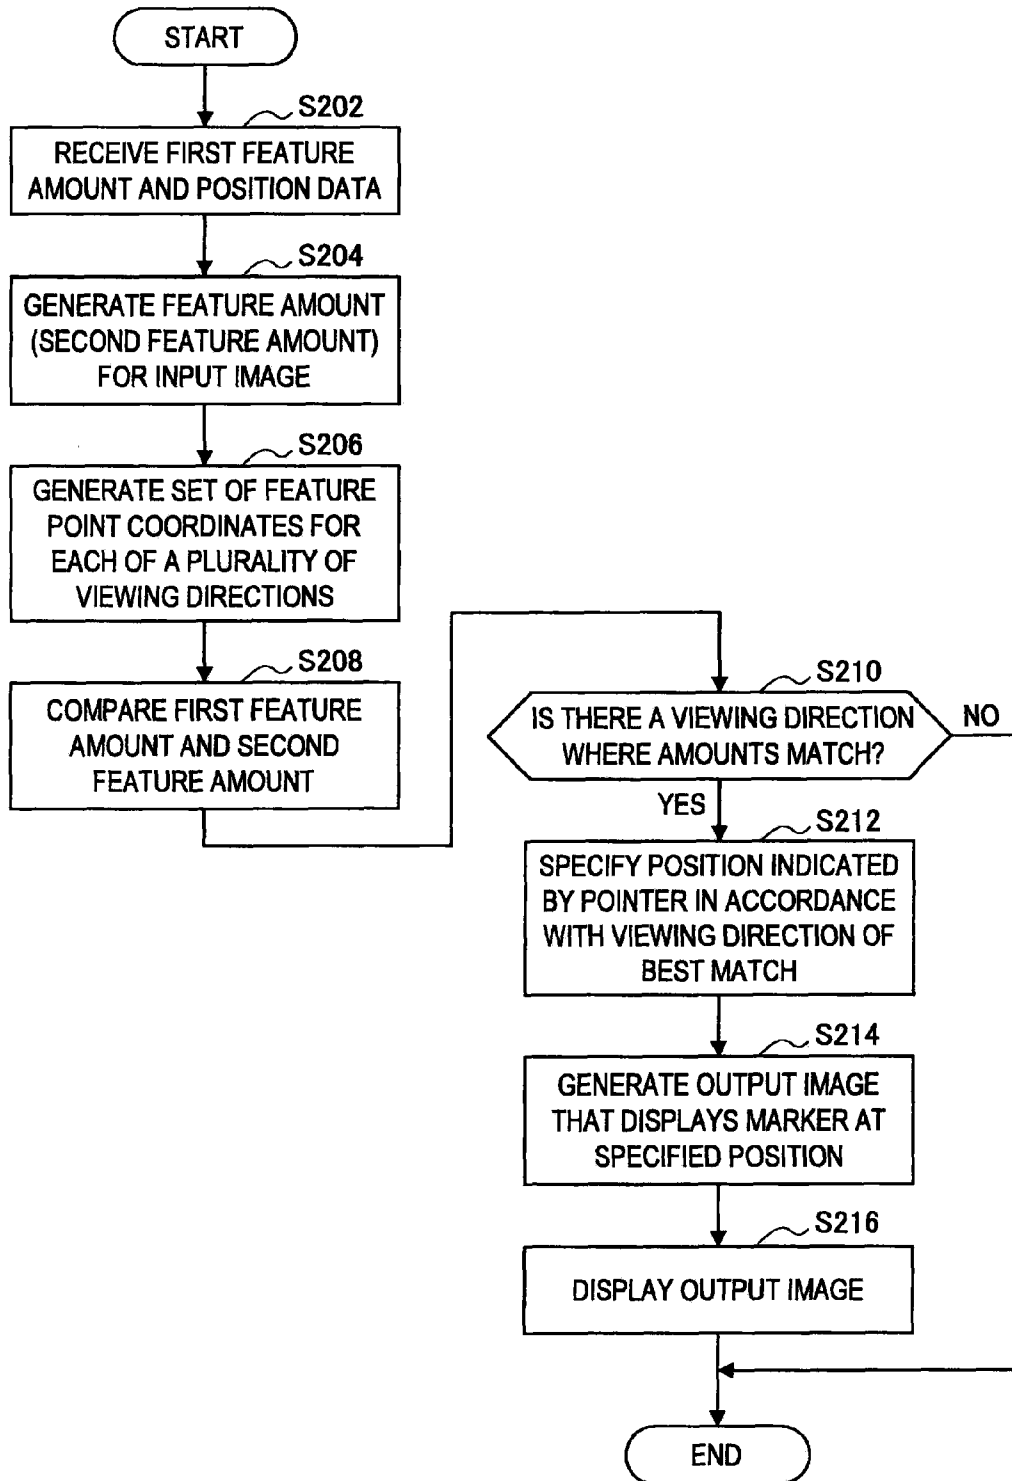 START
S202
RECEIVE FIRST FEATURE
AMOUNT AND POSITION DATA
S204
GENERATE FEATURE AMOUNT
(SECOND FEATURE AMOUNT)
FOR INPUT IMAGE
S206
GENERATE SET OF FEATURE
POINT COORDINATES FOR
EACH OF A PLURALITY OF
VIEWING DIRECTIONS
S208
COMPARE FIRST FEATURE
AMOUNT AND SECOND
FEATURE AMOUNT
S210
IS THERE A VIEWING DIRECTION
WHERE AMOUNTS MATCH?
NO
YES
S212
SPECIFY POSITION INDICATED
BY POINTER IN ACCORDANCE
WITH VIEWING DIRECTION OF
BEST MATCH
S214
GENERATE OUTPUT IMAGE
THAT DISPLAYS MARKER AT
SPECIFIED POSITION
S216
DISPLAY OUTPUT IMAGE
END